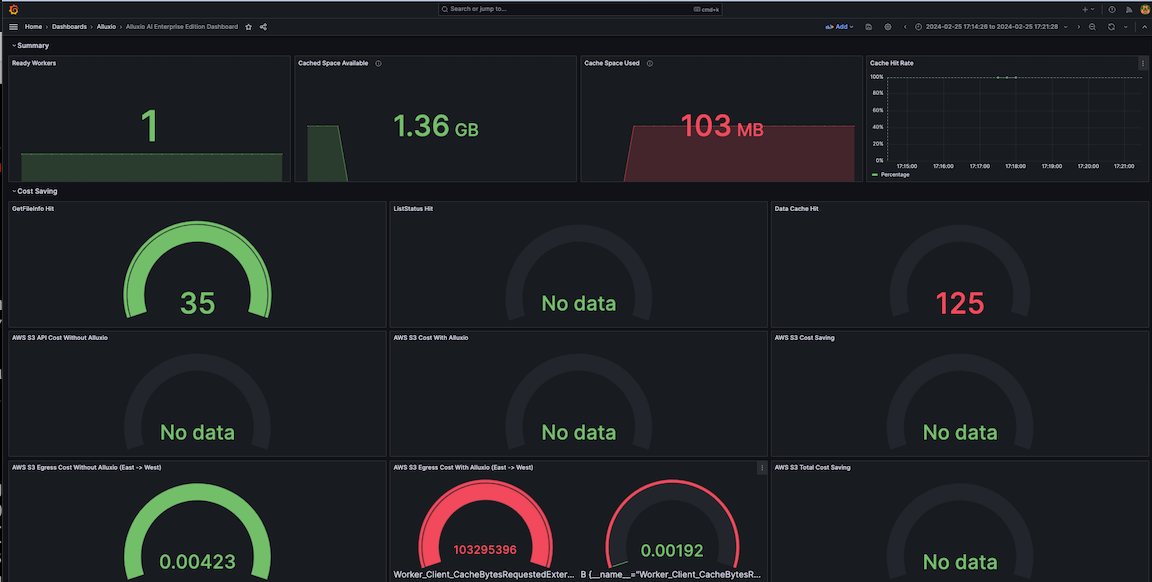 Search or jump to... cmd+k
Home › Dashboards › Alluxio › Alluxio AI Enterprise Edition Dashboard
Add
2024-02-25 17:14:26 to 2024-02-25 17:21:28
Summary
Ready Workers
1
Cached Space Available
1.36 GB
Cache Space Used
103 MB
Cache Hit Rate
100%
80%
60%
40%
20%
0%
17:15:00 17:16:00 17:17:00 17:18:00 17:19:00 17:20:00 17:21:00
Percentage
Cost Saving
GetFileInfo Hit
35
ListStatus Hit
No data
Data Cache Hit
125
AWS S3 API Cost Without Alluxio
No data
AWS S3 Cost With Alluxio
No data
AWS S3 Cost Saving
No data
AWS S3 Egress Cost Without Alluxio (East -> West)
0.00423
AWS S3 Egress Cost With Alluxio (East -> West)
103295396
Worker_Client_CacheBytesRequestedExter...
0.00192
B {__name__="Worker_Client_CacheBytesR...
AWS S3 Total Cost Saving
No data